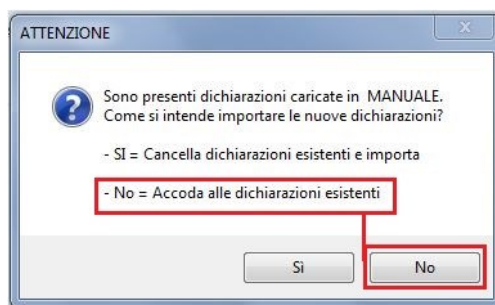 ATTENZIONE
Sono presenti dichiarazioni caricate in MANUALE.
Come si intende importare le nuove dichiarazioni?
- SI = Cancella dichiarazioni esistenti e importa
- No = Accoda alle dichiarazioni esistenti
Sì
No